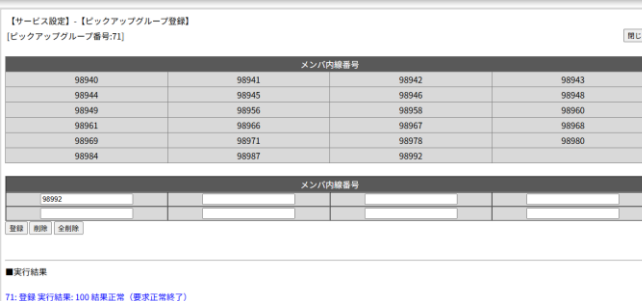 【サービス設定】-【ピックアップグループ登録】
[ピックアップグループ番号:71]
閉じ
メンバ内線番号
98940 98941 98942 98943
98944 98945 98946 98948
98949 98956 98958 98960
98961 98966 98967 98968
98969 98971 98978 98980
98984 98987 98992
メンバ内線番号
98992
登録 削除 全削除
■実行結果
71: 登録 実行結果: 100 結果正常（要求正常終了）